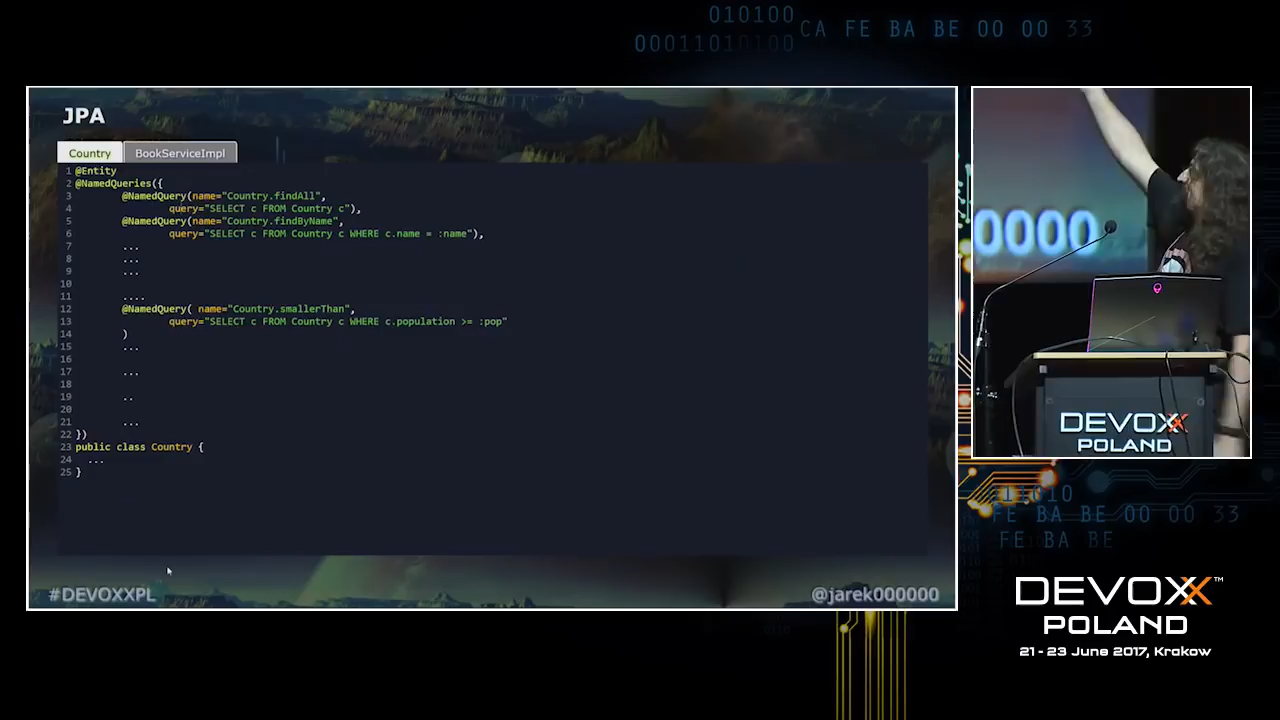 010100
00011010100
CA FE BA BE 00 00 33
JPA
Country
BookServiceImpl
1 @Entity
2 @NamedQueries({
3 @NamedQuery(name="Country.findAll",
4 query="SELECT c FROM Country c"),
5 @NamedQuery(name="Country.findByName",
6 query="SELECT c FROM Country c WHERE c.name = :name"),
7 ...
8 ...
9 ...
10
11 ....
12 @NamedQuery( name="Country.smallerThan",
13 query="SELECT c FROM Country c WHERE c.population >= :pop"
14 )
15 ...
16
17 ...
18
19 ..
20
21 ...
22 })
23 public class Country {
24 ...
25 }
#DEVOXXPL
@jarek000000
0000
DEVOXX
POLAND
FE BA BE 00 00 33
FE BA BE
DEVOXX™
POLAND
21 - 23 June 2017, Krakow